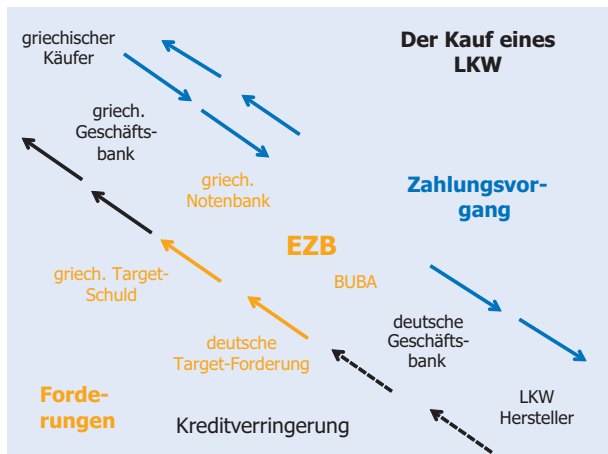 griechischer
Käufer
Der Kauf eines
LKW
griech.
Geschäfts-
bank
griech.
Notenbank
Zahlungsvor-
gang
EZB
BUBA
griech. Target-
Schuld
deutsche
Geschäfts-
bank
deutsche
Target-Forderung
LKW
Hersteller
Forde-
rungen
Kreditverringerung